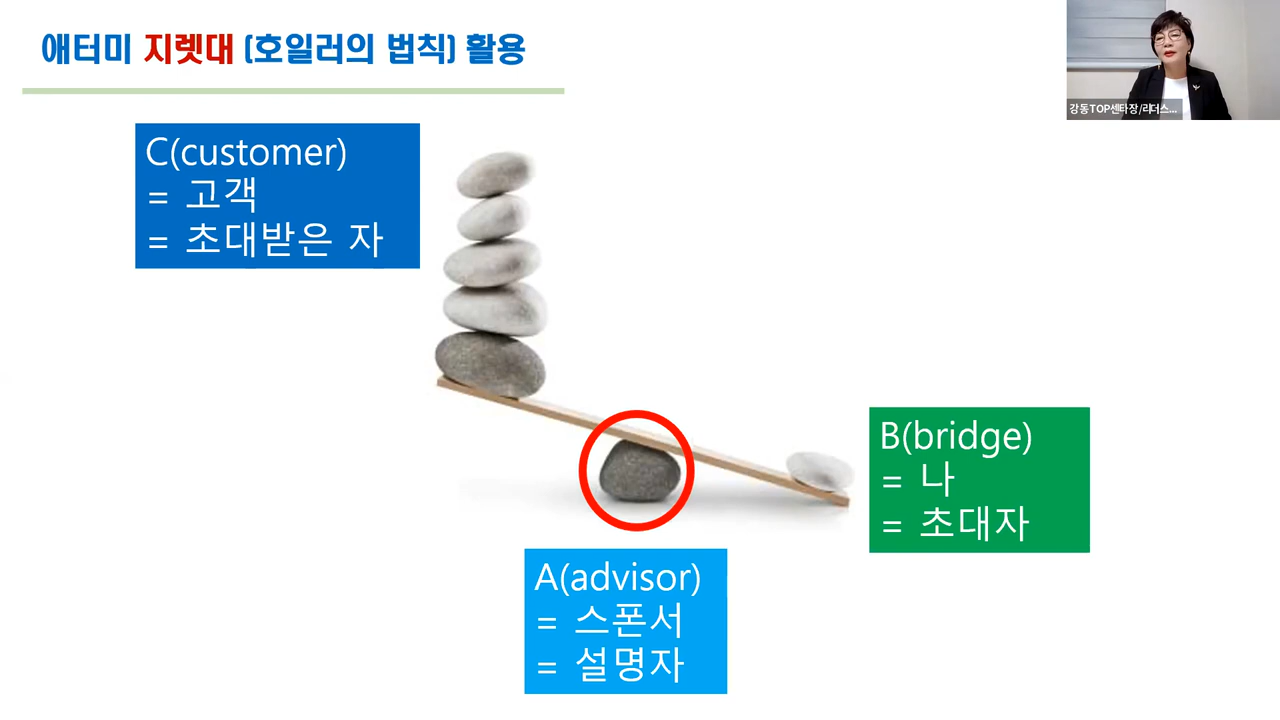 애터미 지렛대 (호일러의 법칙) 활용
강동TOP센타장/리더스...
C(customer)
= 고객
= 초대받은 자
B(bridge)
= 나
= 초대자
A(advisor)
= 스폰서
= 설명자